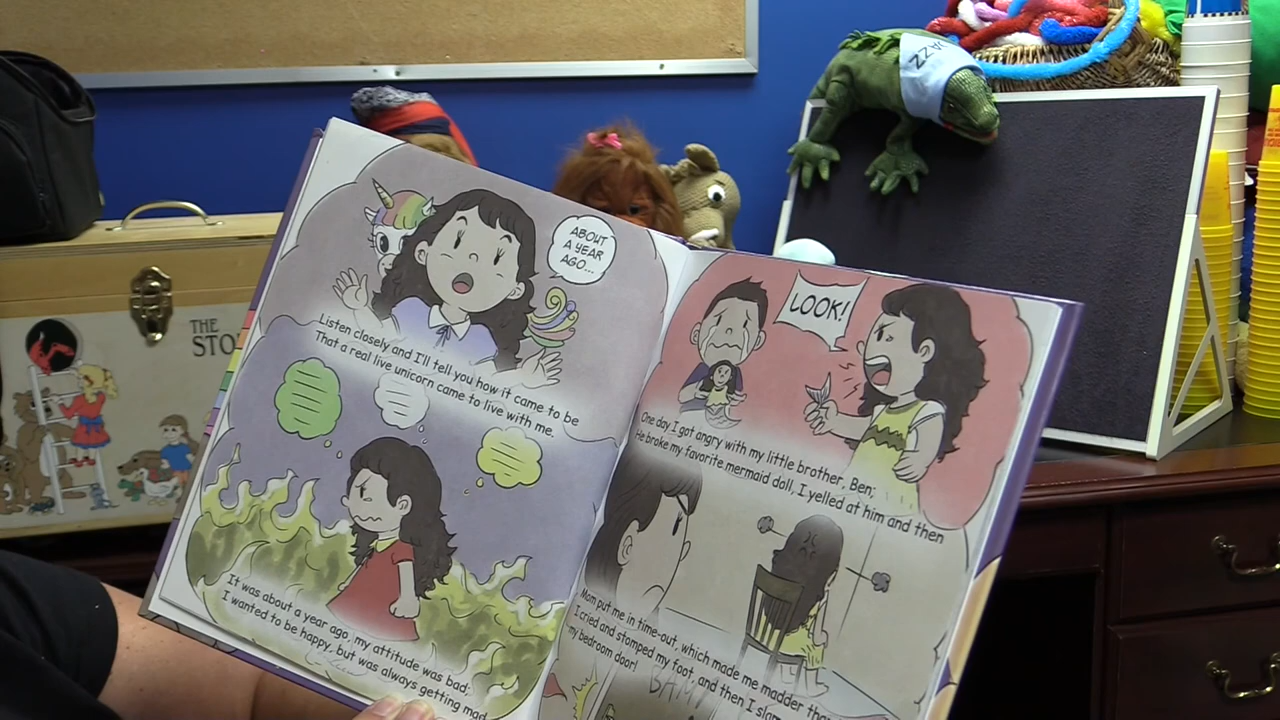 JAZZ
THE
ABOUT
A YEAR
AGO...
Listen closely and I'll tell you how it came to be
That a real live unicorn came to live with me.
It was about a year ago, my attitude was bad;
I wanted to be happy, but was always getting mad.
LOOK!
One day I got angry with my little brother, Ben;
He broke my favorite mermaid doll, I yelled at him and then
Mom put me in time-out, which made me madder
I cried and stomped my foot, and then I
my bedroom door!
BAM